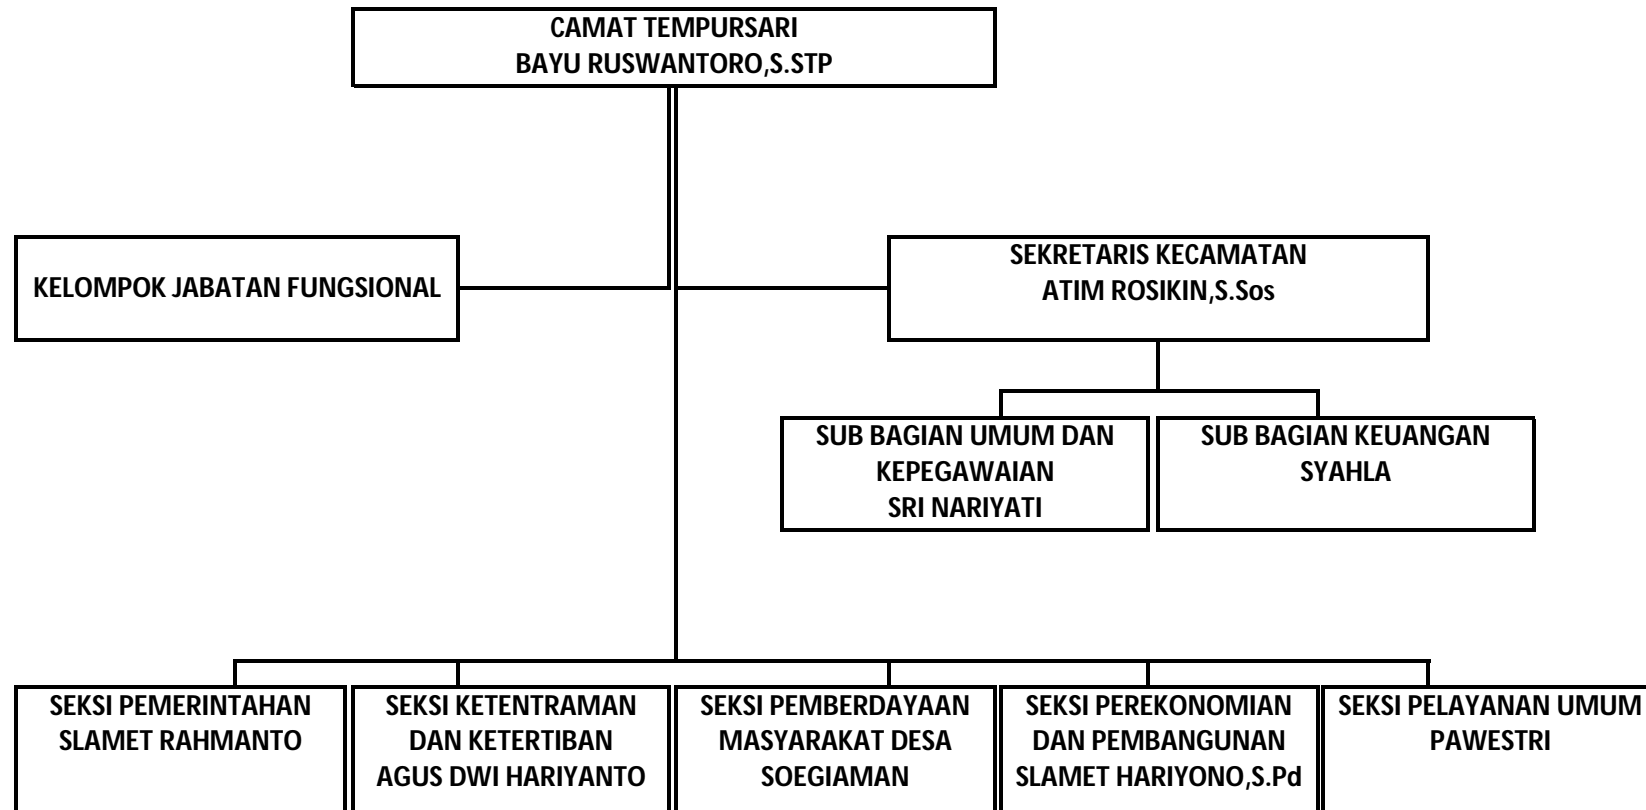 CAMAT TEMPURSARI
BAYU RUSWANTORO,S.STP
KELOMPOK JABATAN FUNGSIONAL
SEKRETARIS KECAMATAN
ATIM ROSIKIN,S.Sos
SUB BAGIAN UMUM DAN
KEPEGAWAIAN
SRI NARIYATI
SUB BAGIAN KEUANGAN
SYAHLA
SEKSI PEMERINTAHAN
SLAMET RAHMANTO
SEKSI KETENTRAMAN
DAN KETERTIBAN
AGUS DWI HARIYANTO
SEKSI PEMBERDAYAAN
MASYARAKAT DESA
SOEGIAMAN
SEKSI PEREKONOMIAN
DAN PEMBANGUNAN
SLAMET HARIYONO,S.Pd
SEKSI PELAYANAN UMUM
PAWESTRI